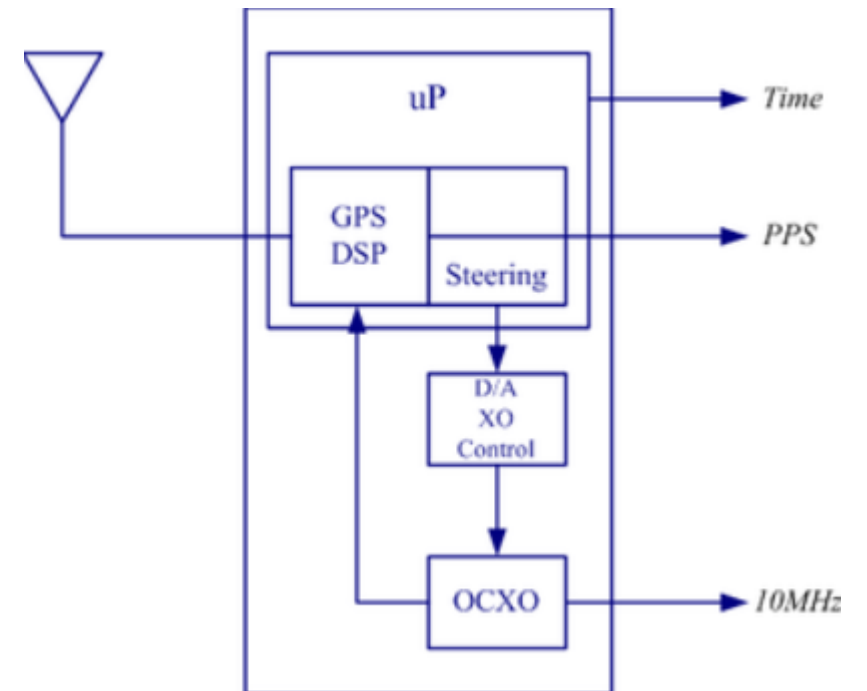 uP
Time
GPS
DSP
PPS
Steering
D/A
XO
Control
OCXO
10MHz